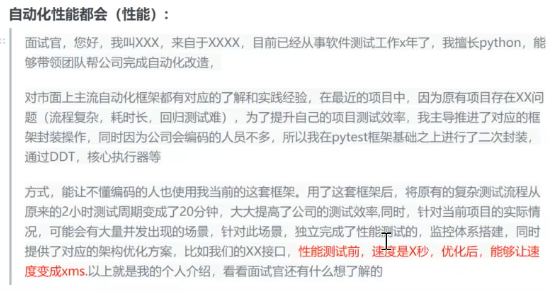 自动化性能都会（性能）：
面试官，您好，我叫XXX，来自于XXXX，目前已经从事软件测试工作x年了，我擅长python，能
够带领团队帮公司完成自动化改造，
对市面上主流自动化框架都有对应的了解和实践经验，在最近的项目中，因为原有项目存在XX问
题（流程复杂，耗时长，回归测试难），为了提升自己的项目测试效率，我主导推进了对应的框
架封装操作，同时因为公司会编码的人员不多，所以我在pytest框架基础之上进行了二次封装，
通过DDT，核心执行器等
方式，能让不懂编码的人也使用我当前的这套框架。用了这套框架后，将原有的复杂测试流程从
原来的2小时测试周期变成了20分钟，大大提高了公司的测试效率,同时，针对当前项目的实际情
况，可能会有大量并发出现的场景，针对此场景，独立完成了性能测试的，监控体系搭建，同时
提供了对应的架构优化方案，比如我们的XX接口，性能测试前，速度是X秒，优化后，能够让速
度变成xms.以上就是我的个人介绍，看看面试官还有什么想了解的